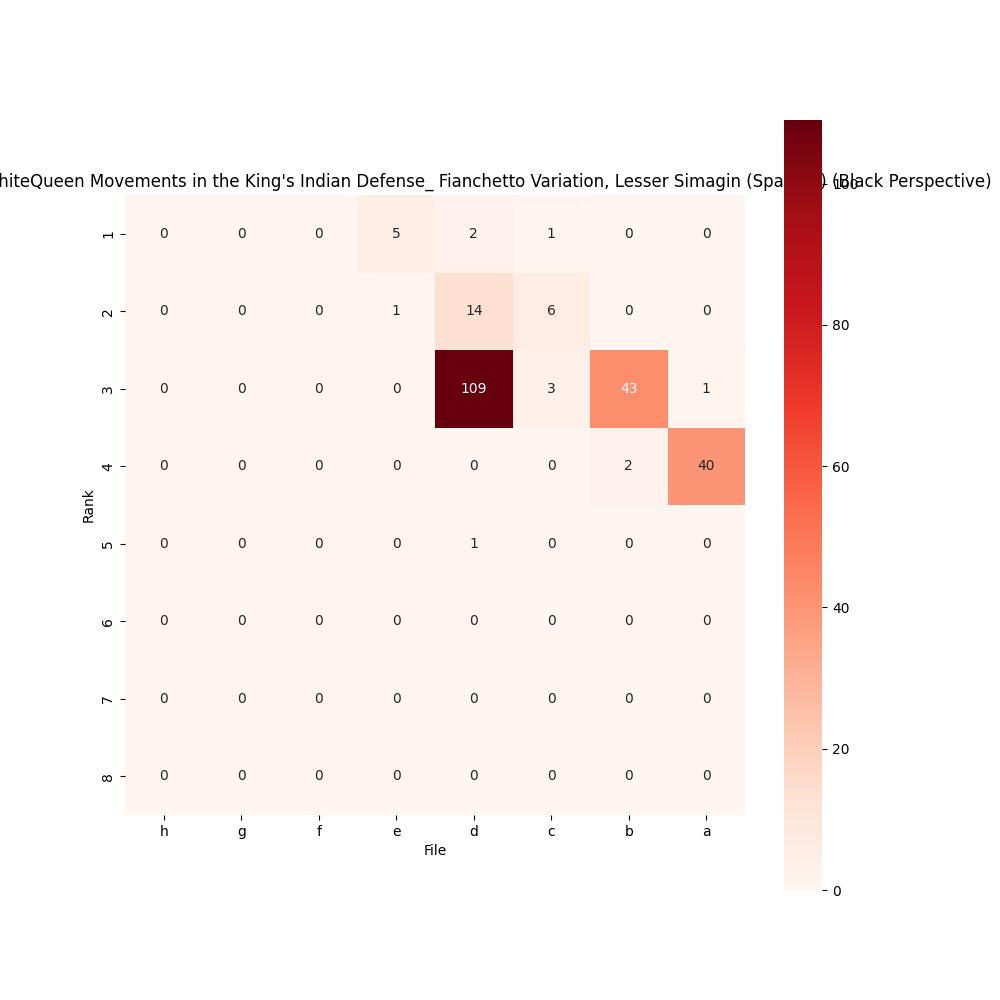 Movements in the King's Indian Defense_ Fianchetto Variation, Lesser Simagin (Black Perspective)
100
1 0 0 0 5 2 1 0 0
2 0 0 0 1 14 6 0 0
80
3 0 0 0 0 109 3 43 1
60
4 0 0 0 0 0 0 2 40
Rank
5 0 0 0 0 1 0 0 0
40
6 0 0 0 0 0 0 0 0
7 0 0 0 0 0 0 0 0
20
8 0 0 0 0 0 0 0 0
h g f e d c b a
File
0